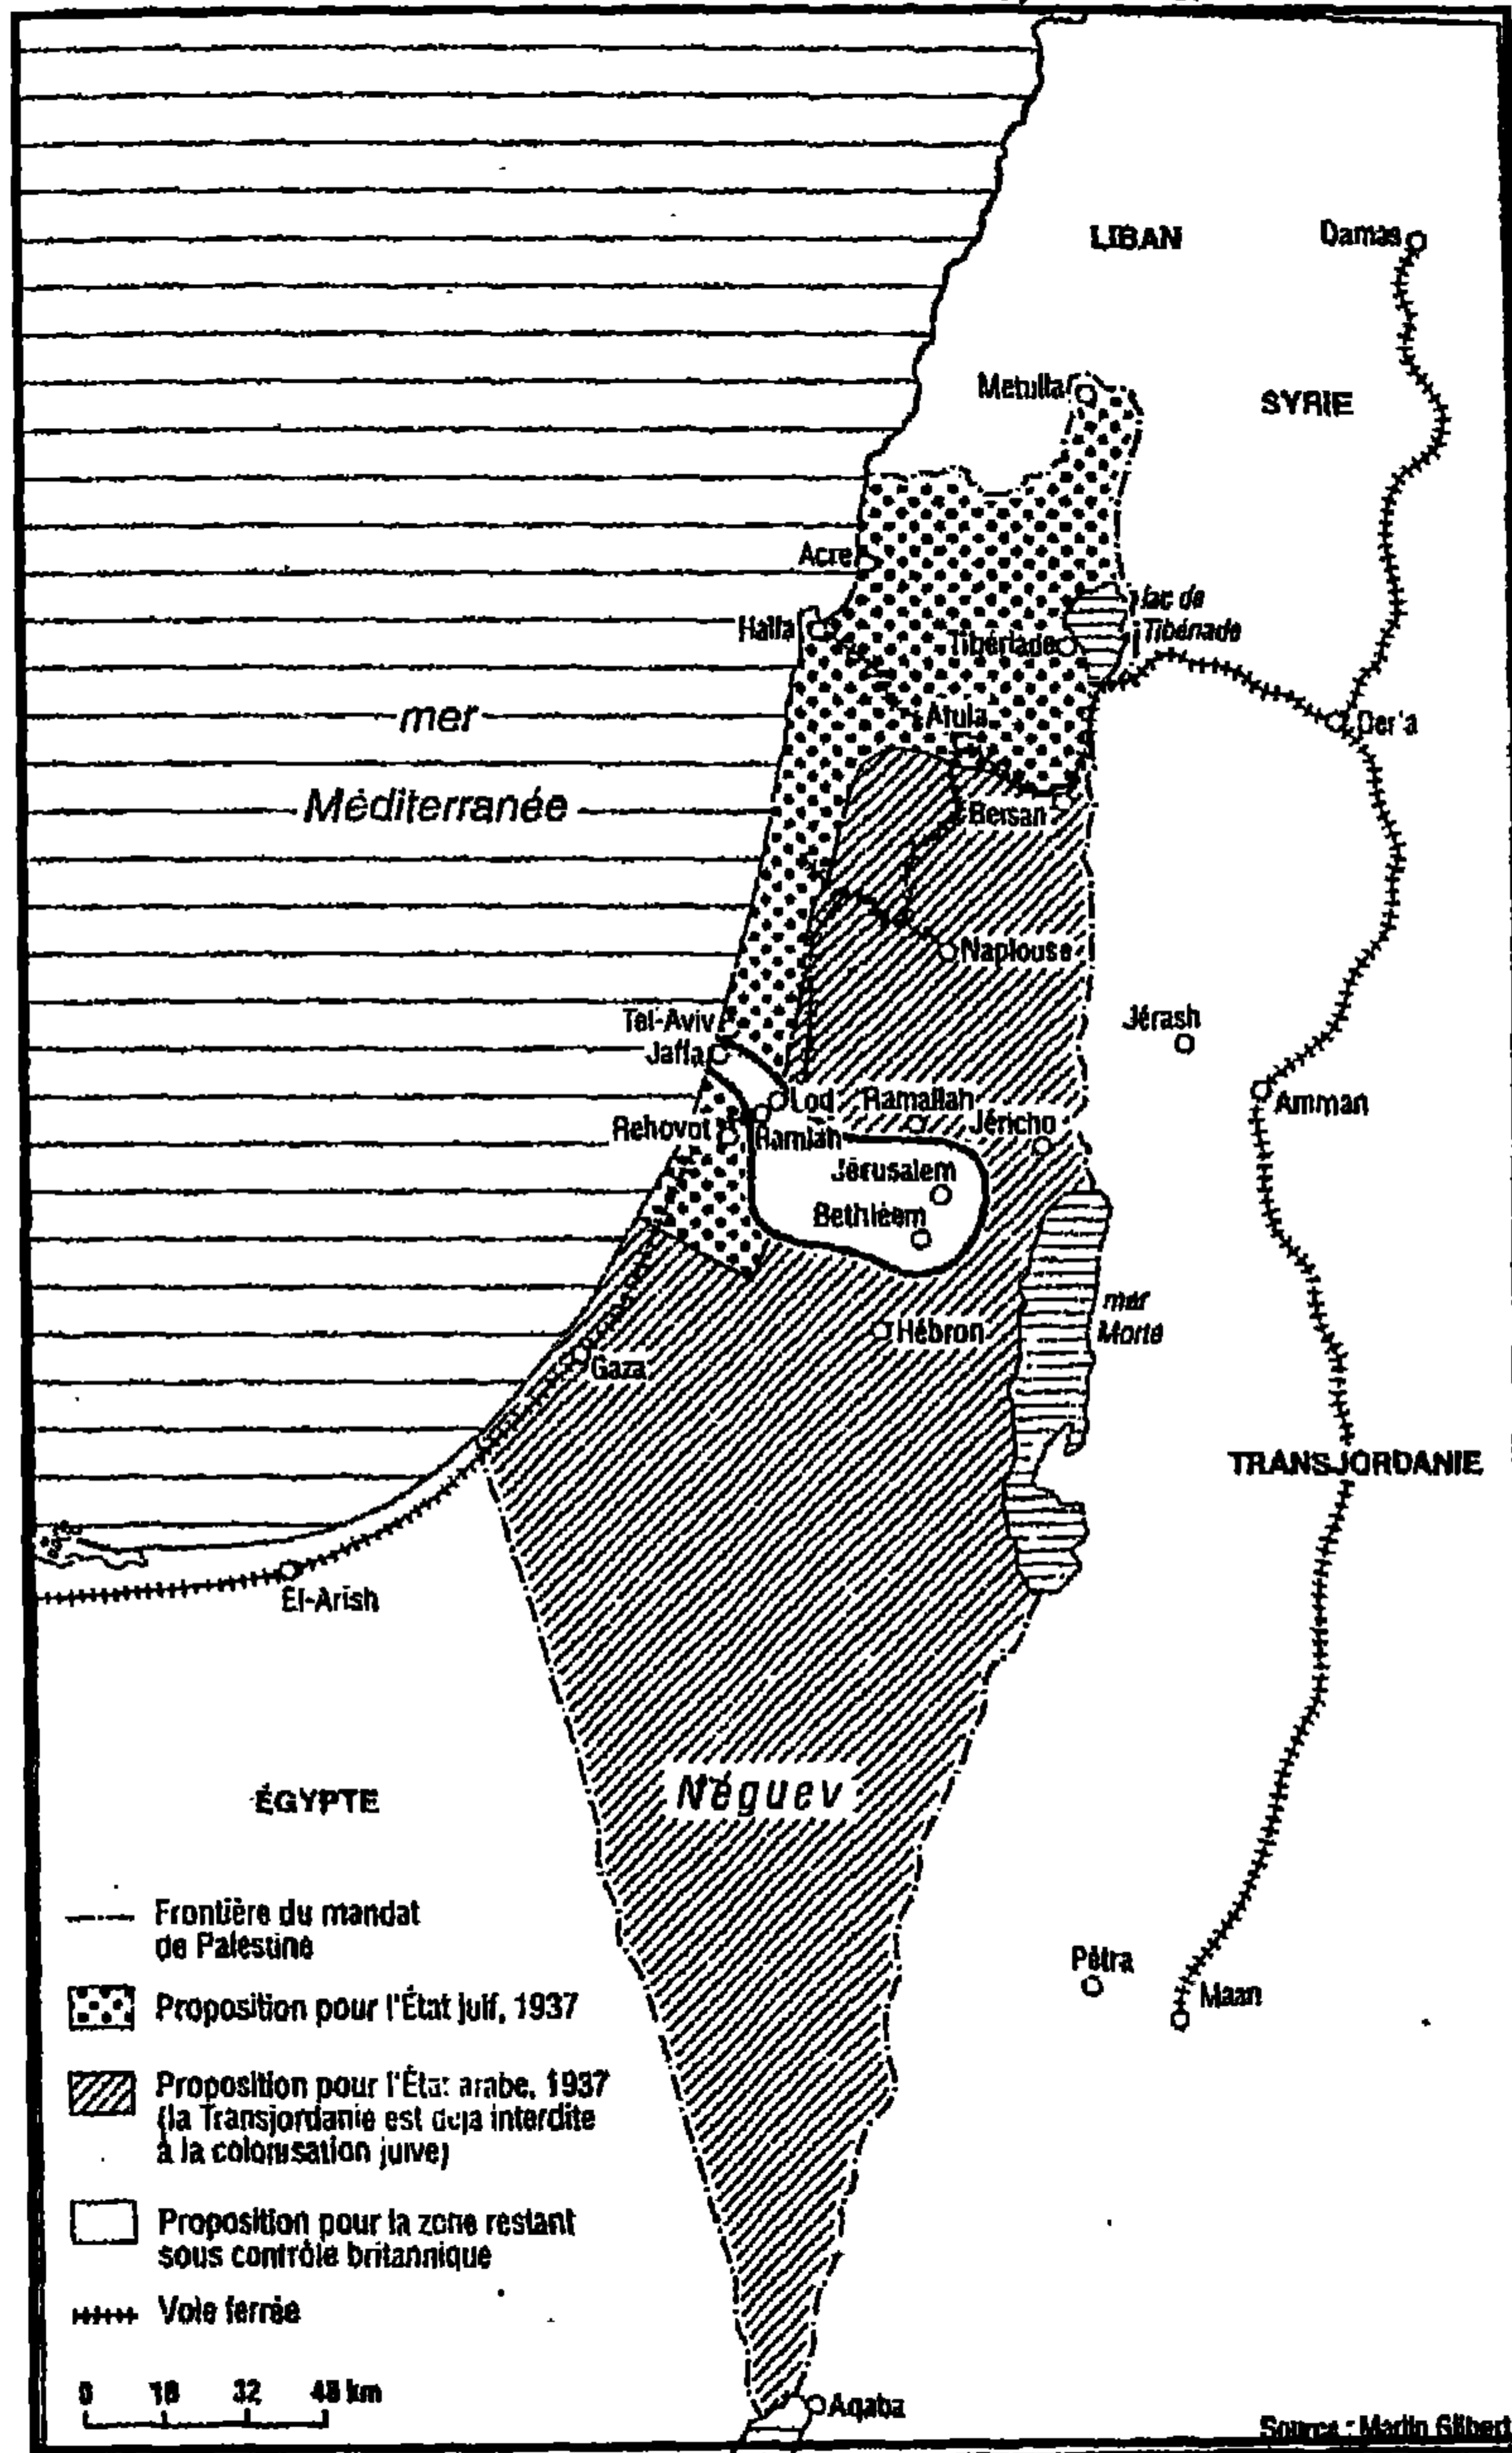 LIBAN
Damas
Metulla
SYRIE
Acre
lac de
Tibériade
Haïfa
Tibériade
mer
Afula
Der'a
Méditerranée
Beisan
Naplouse
Tel-Aviv
Jérash
Jaffa
Lod
Ramallah
Amman
Rehovot
Ramlah
Jéricho
Jérusalem
Bethléem
mer
Morte
Hébron
Gaza
TRANSJORDANIE
El-Arish
Néguev
ÉGYPTE
Frontière du mandat
de Palestine
Pétra
Maan
Proposition pour l'État juif, 1937
Proposition pour l'État arabe, 1937
(la Transjordanie est déjà interdite
à la colonisation juive)
Proposition pour la zone restant
sous contrôle britannique
Voie ferrée
0 16 32 48 km
Aqaba
Source : Martin Gilbert